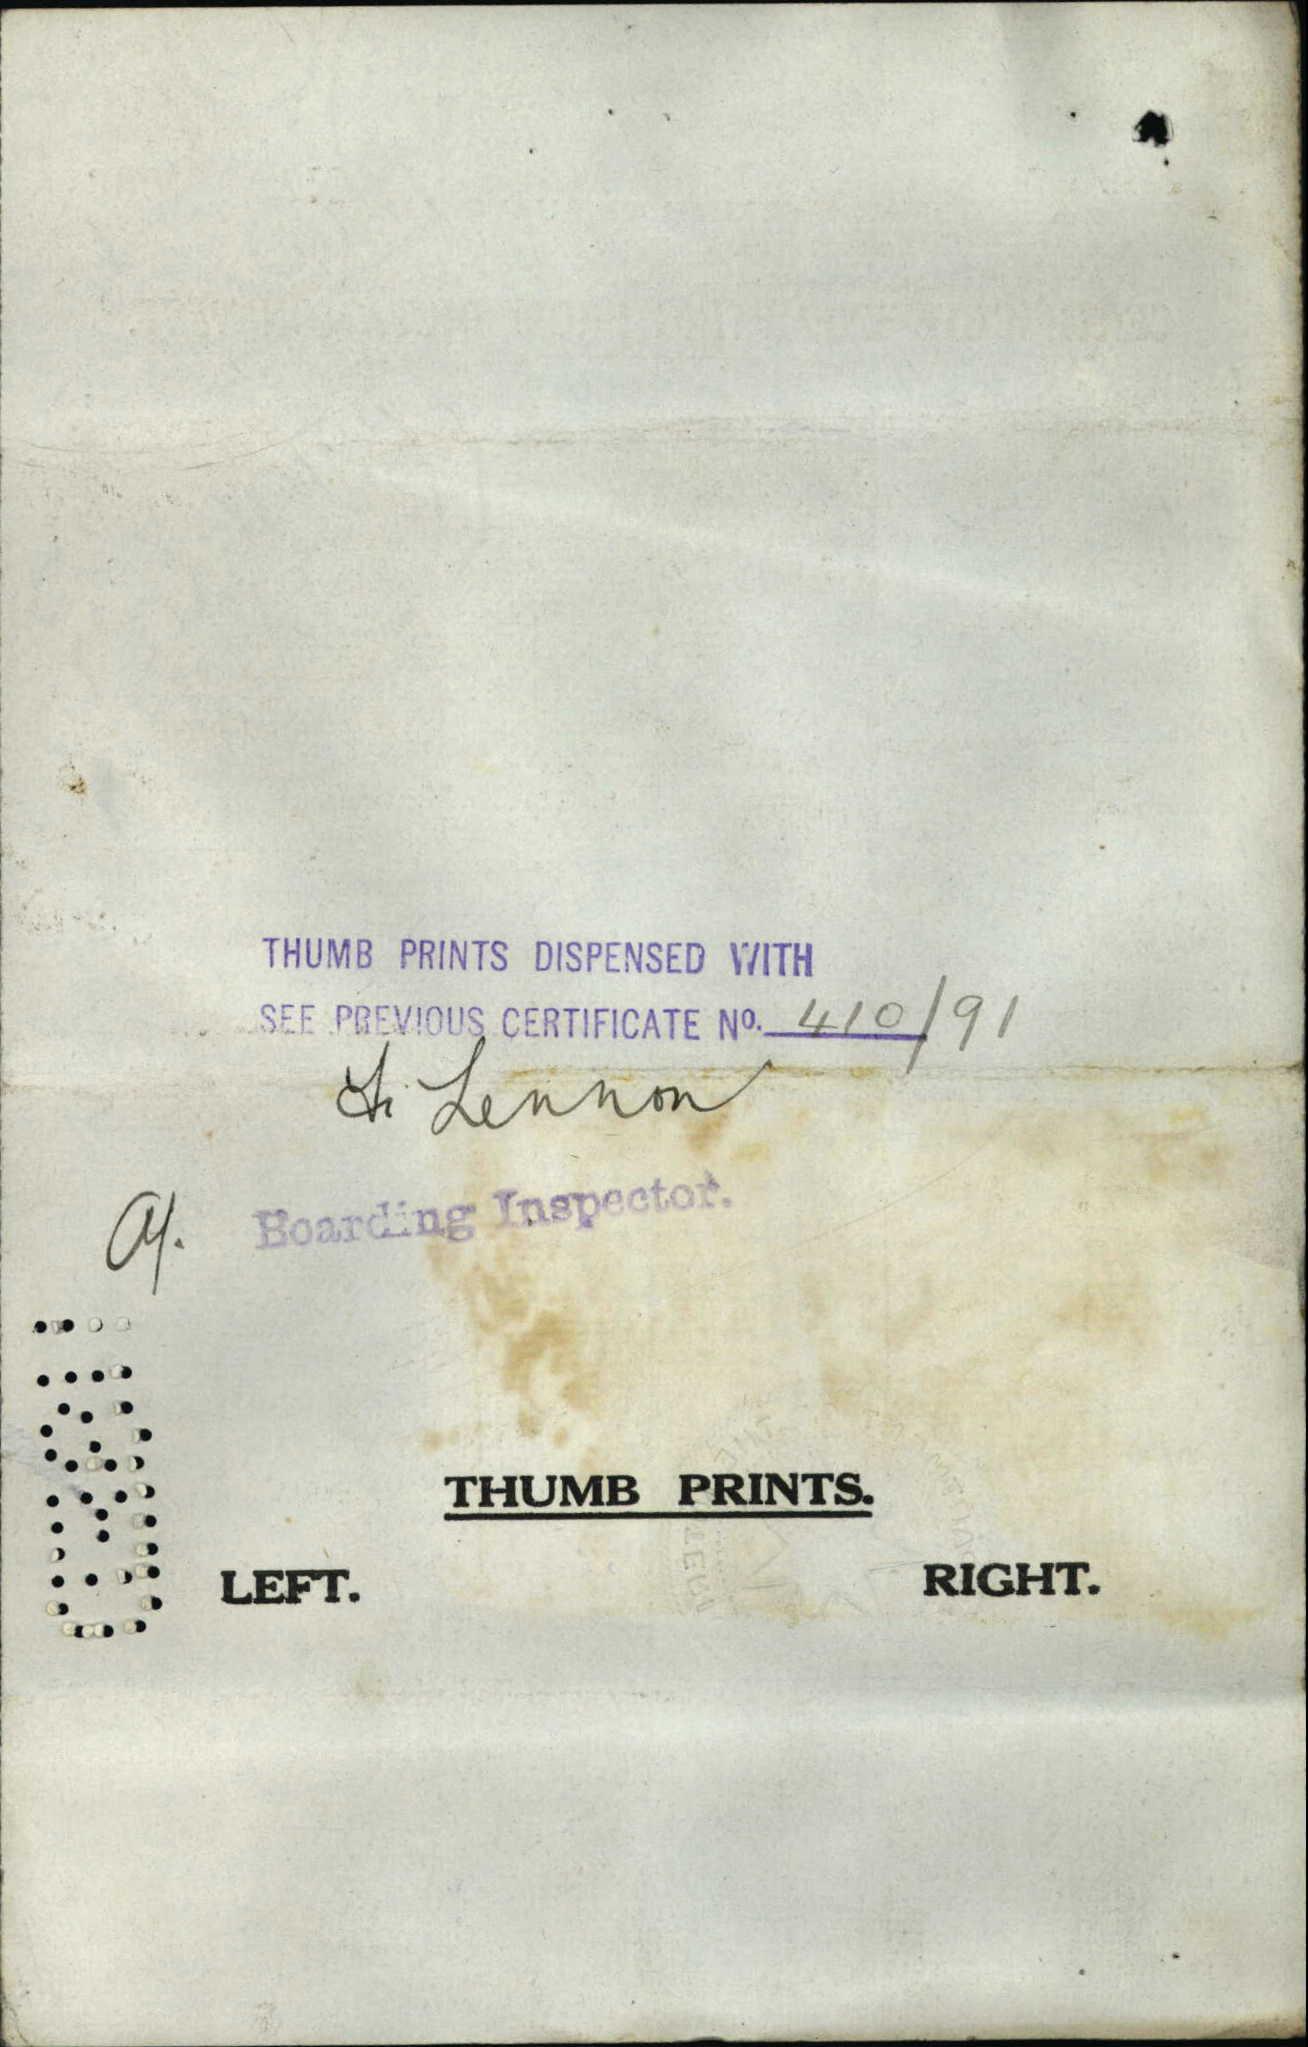 THUMB PRINTS DISPENSED WITH
SEE PREVIOUS CERTIFICATE No. 410/91
Lennon
Boarding Inspector.
THUMB PRINTS.
LEFT. RIGHT.